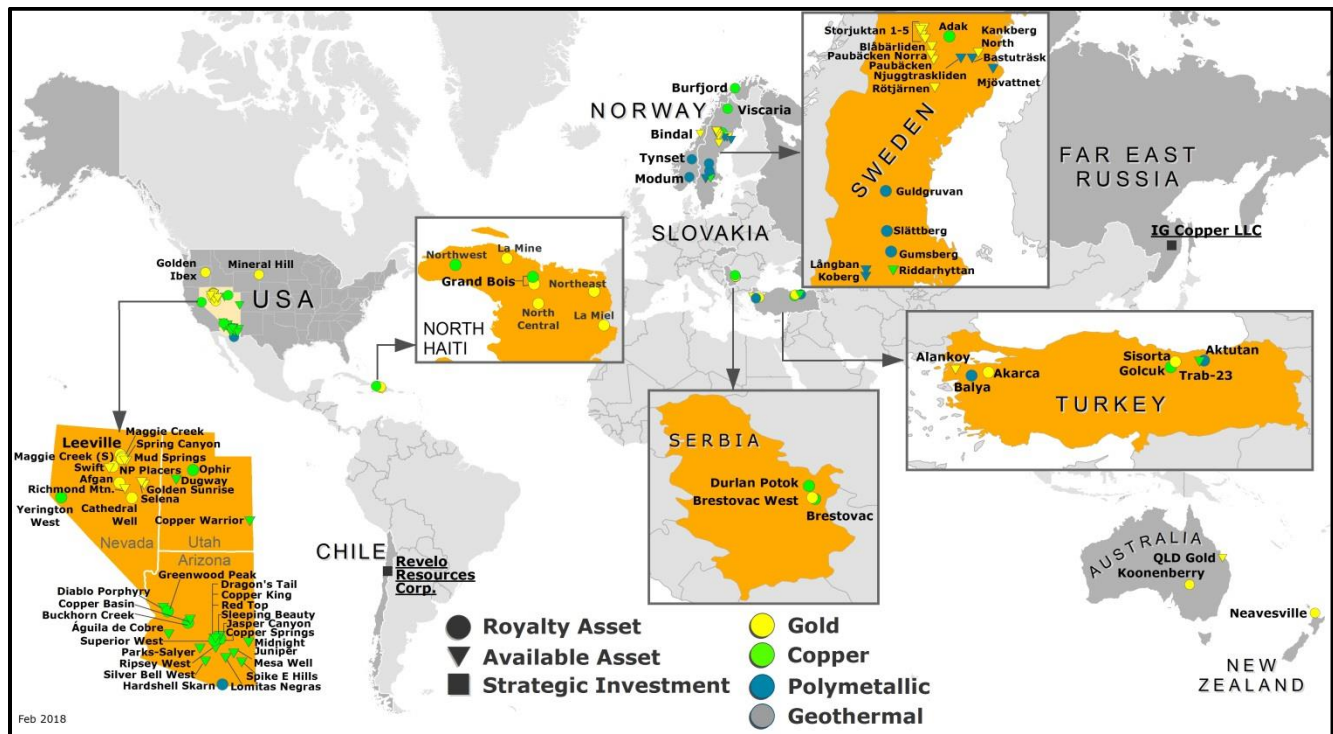 Storjuktan 1-5
Adak
Kankberg
North
Blåbärliden
Paubäcken Norra
Bastuträsk
Paubäcken
Njuggtraskliden
Mjövattnet
Rötjärnen
SWEDEN
Guldgruvan
Slättberg
Gumsberg
Långban
Riddarhyttan
Koberg
Burfjord
NORWAY
Viscaria
Bindal
Tynset
Modum
FAR EAST
RUSSIA
IG Copper LLC
SLOVAKIA
Golden
Ibex
Mineral Hill
USA
La Mine
Northwest
Grand Bois
Northeast
North
Central
La Miel
NORTH
HAITI
Alankoy
Sisorta
Aktutan
Golcuk
Akarca
Trab-23
Balya
TURKEY
SERBIA
Durlan Potok
Brestovac West
Brestovac
Maggie Creek
Leeville
Spring Canyon
Maggie Creek (S)
Mud Springs
Swift
NP Placers
Ophir
Afgan
Dugway
Richmond Mtn.
Golden Sunrise
Selena
Yerington
West
Cathedral
Well
Copper Warrior
Nevada
Utah
Arizona
Greenwood Peak
Dragon's Tail
Diablo Porphyry
Copper King
Copper Basin
Red Top
Buckhorn Creek
Sleeping Beauty
Jasper Canyon
Águila de Cobre
Copper Springs
Superior West
Midnight
Parks-Salyer
Juniper
Ripsey West
Mesa Well
Silver Bell West
Spike E Hills
Hardshell Skarn
Lomitas Negras
CHILE
Revelo
Resources
Corp.
AUSTRALIA
QLD Gold
Koonenberry
Neavesville
NEW
ZEALAND
Royalty Asset
Available Asset
Strategic Investment
Gold
Copper
Polymetallic
Geothermal
Feb 2018